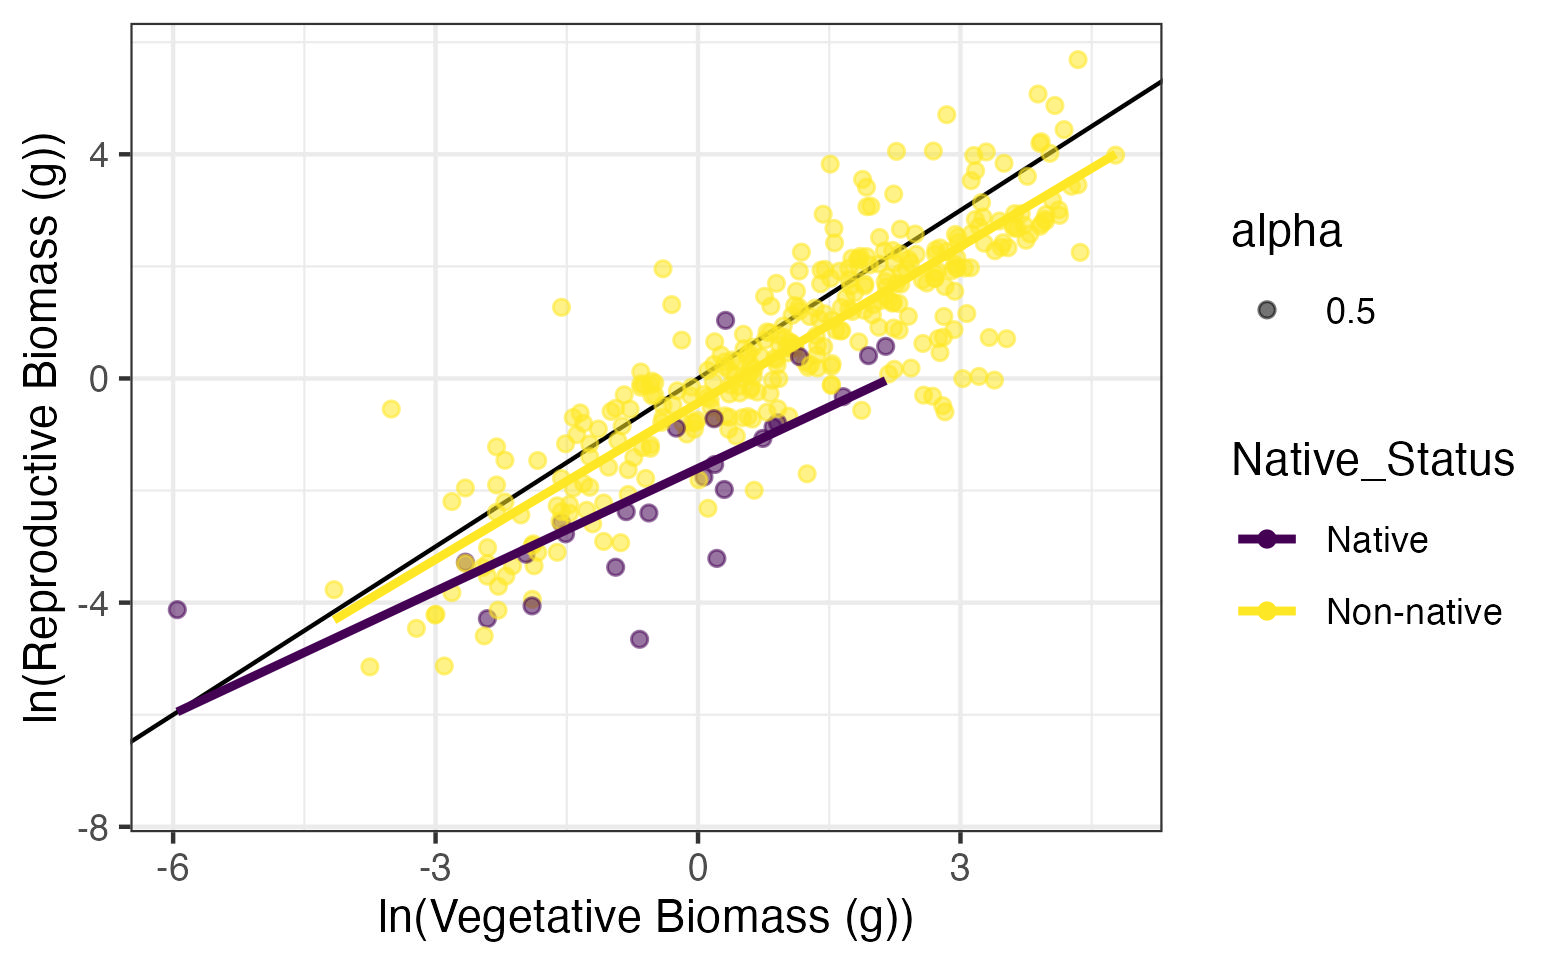 ln(Reproductive Biomass (g))
4
0
-4
-8
-6
-3
0
3
ln(Vegetative Biomass (g))
alpha
0.5
Native_Status
Native
Non-native